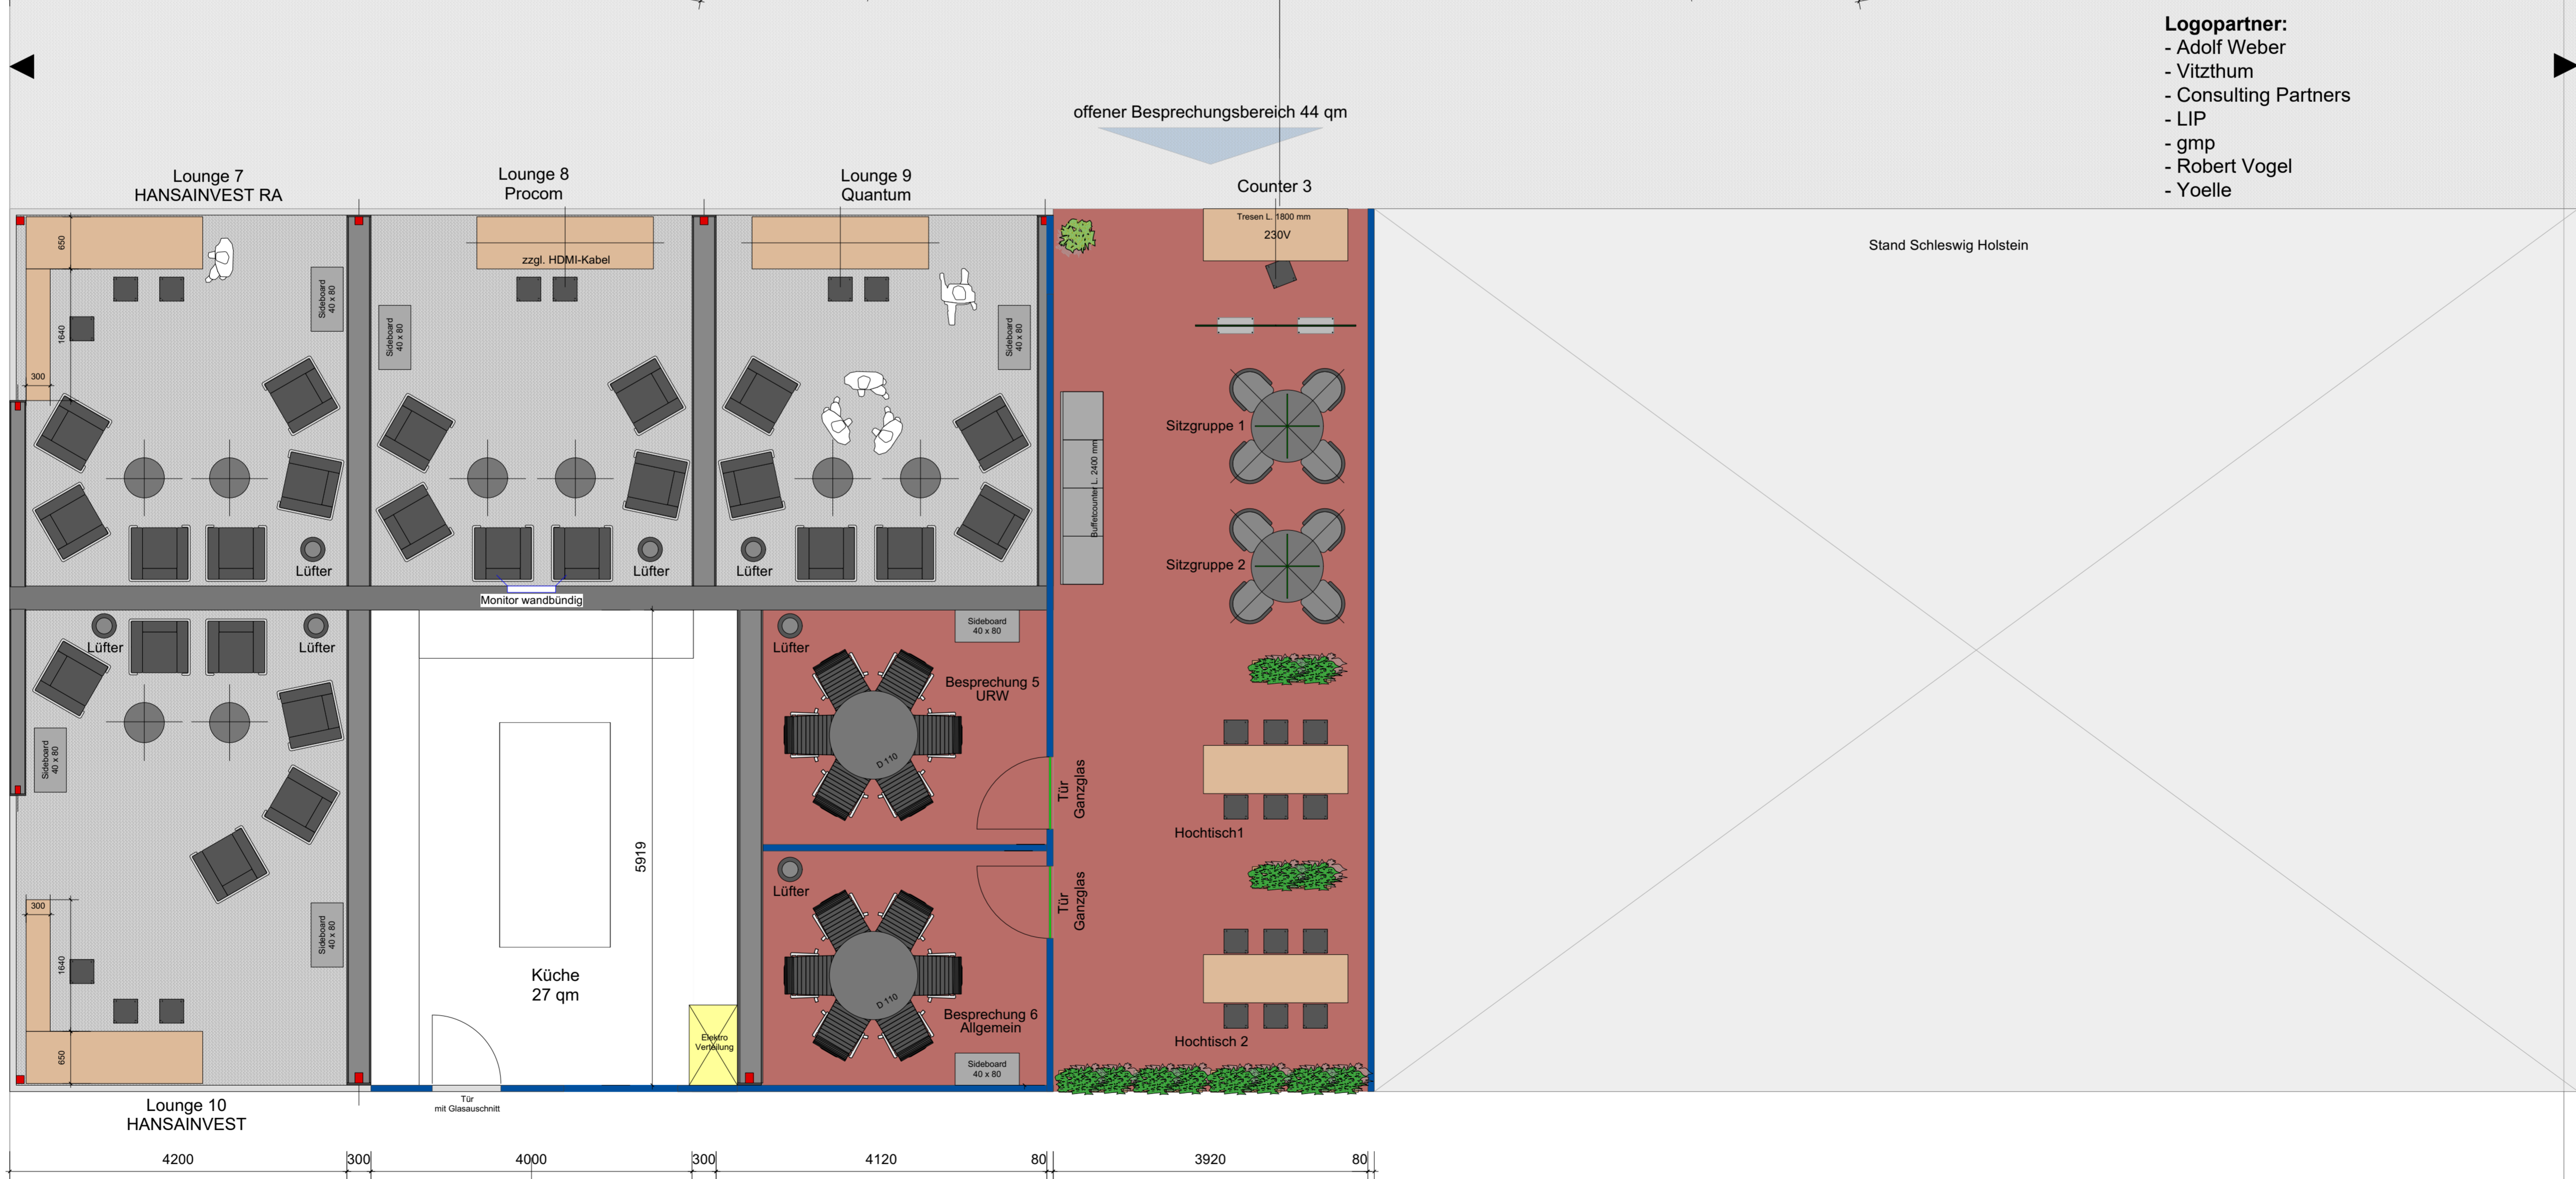 Logopartner:
- Adolf Weber
- Vitzthum
- Consulting Partners
- LIP
- gmp
- Robert Vogel
- Yoelle
offener Besprechungsbereich 44 qm
Lounge 7
HANSAINVEST RA
Lounge 8
Procom
Lounge 9
Quantum
Counter 3
Tresen L. 1800 mm
230V
Stand Schleswig Holstein
650
1640
300
Sideboard
40 x 80
zzgl. HDMI-Kabel
Sideboard
40 x 80
Sideboard
40 x 80
Buffetcounter L. 2400 mm
Sitzgruppe 1
Sitzgruppe 2
Lüfter
Lüfter
Lüfter
Monitor wandbündig
Lüfter
Lüfter
Sideboard
40 x 80
300
1640
650
Sideboard
40 x 80
5919
Küche
27 qm
Elektro
Verteilung
Lüfter
Sideboard
40 x 80
Besprechung 5
URW
D 110
Tür
Ganzglas
Hochtisch1
Lüfter
Tür
Ganzglas
D 110
Besprechung 6
Allgemein
Sideboard
40 x 80
Hochtisch 2
Tür
mit Glasauschnitt
Lounge 10
HANSAINVEST
4200
300
4000
300
4120
80
3920
80